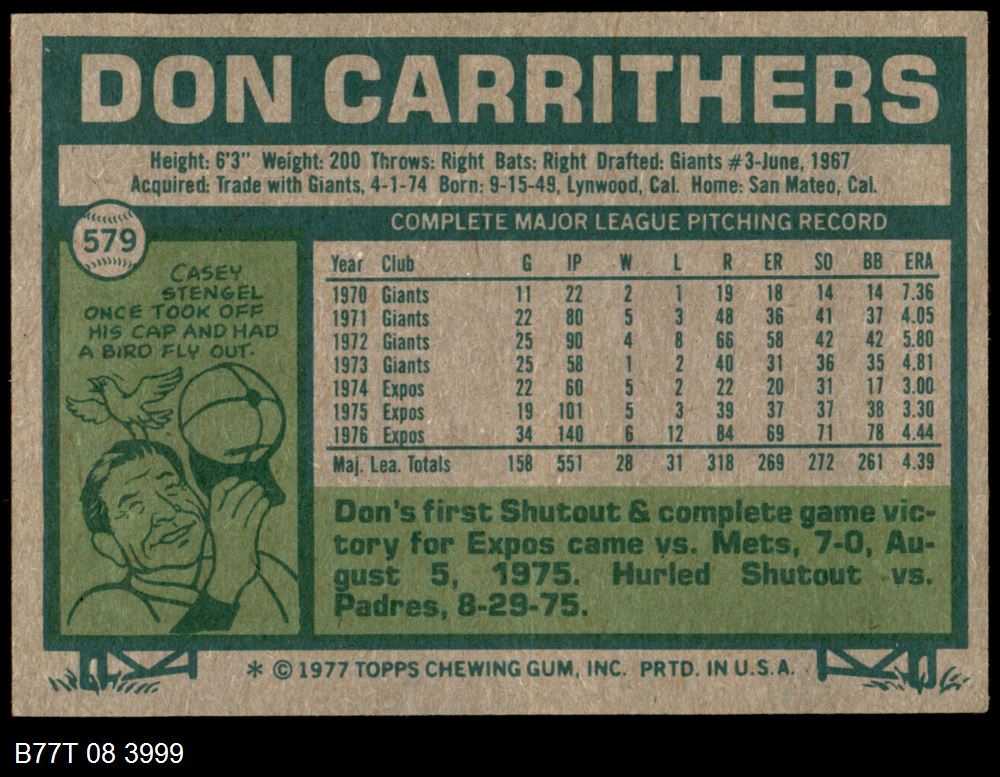 DON CARRITHERS
Height: 6'3" Weight: 200 Throws: Right Bats: Right Drafted: Giants #3-June, 1967
Acquired: Trade with Giants, 4-1-74 Born: 9-15-49, Lynwood, Cal. Home: San Mateo, Cal.
579
CASEY
STENGEL
ONCE TOOK OFF
HIS CAP AND HAD
A BIRD FLY OUT.
COMPLETE MAJOR LEAGUE PITCHING RECORD
Year Club G IP W L R ER SO BB ERA
1970 Giants 11 22 2 1 19 18 14 14 7.36
1971 Giants 22 80 5 3 48 36 41 37 4.05
1972 Giants 25 90 4 8 66 58 42 42 5.80
1973 Giants 25 58 1 2 40 31 36 35 4.81
1974 Expos 22 60 5 2 22 20 31 17 3.00
1975 Expos 19 101 5 3 39 37 37 38 3.30
1976 Expos 34 140 6 12 84 69 71 78 4.44
Maj. Lea. Totals 158 551 28 31 318 269 272 261 4.39
Don's first Shutout & complete game vic-
tory for Expos came vs. Mets, 7-0, Au-
gust 5, 1975. Hurled Shutout vs.
Padres, 8-29-75.
* © 1977 TOPPS CHEWING GUM, INC. PRTD. IN U.S.A.
B77T 08 3999